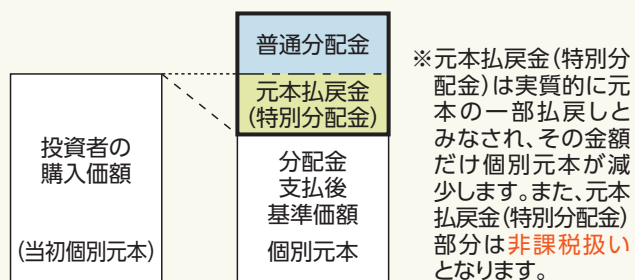 普通分配金
元本払戻金
(特別分配金)
投資者の
購入価額
(当初個別元本)
分配金
支払後
基準価額
個別元本
※元本払戻金(特別分
配金)は実質的に元
本の一部払戻しと
みなされ、その金額
だけ個別元本が減
少します。また、元本
払戻金(特別分配金)
部分は非課税扱い
となります。